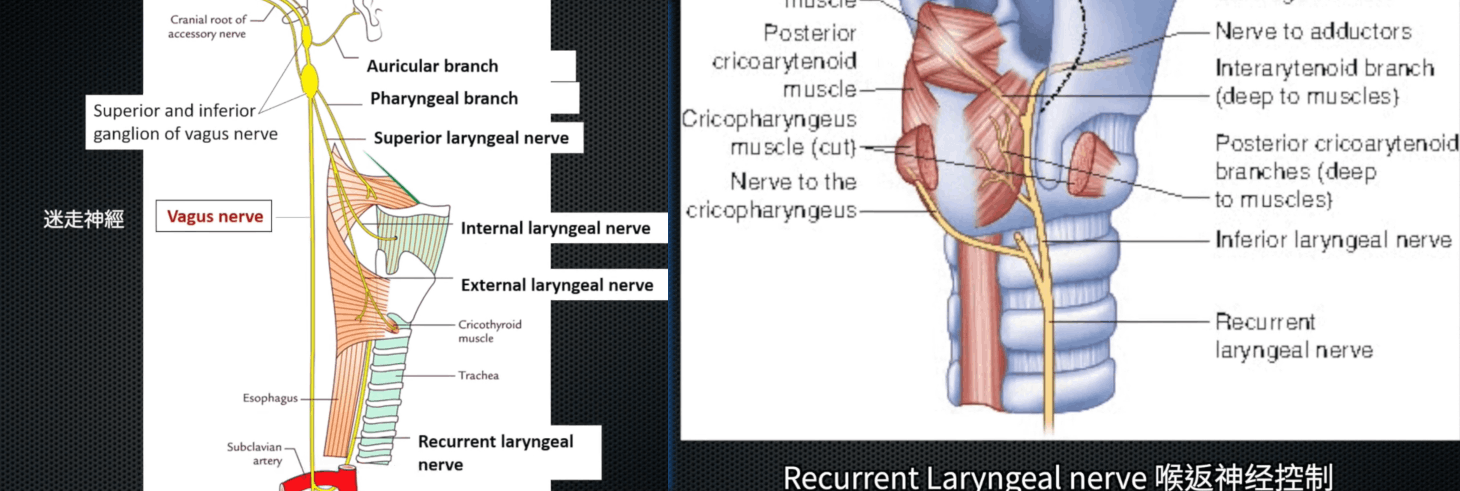 Cranial root of
accessory nerve
Auricular branch
Pharyngeal branch
Superior and inferior
ganglion of vagus nerve
Superior laryngeal nerve
迷走神經
Vagus nerve
Internal laryngeal nerve
External laryngeal nerve
Cricothyroid
muscle
Trachea
Esophagus
Recurrent laryngeal
nerve
Subclavian
artery
muscle
Posterior
cricoarytenoid
muscle
Cricopharyngeus
muscle (cut)
Nerve to the
cricopharyngeus
Nerve to adductors
Interarytenoid branch
(deep to muscles)
Posterior cricoarytenoid
branches (deep
to muscles)
Inferior laryngeal nerve
Recurrent
laryngeal nerve
Recurrent Laryngeal nerve 喉返神经控制